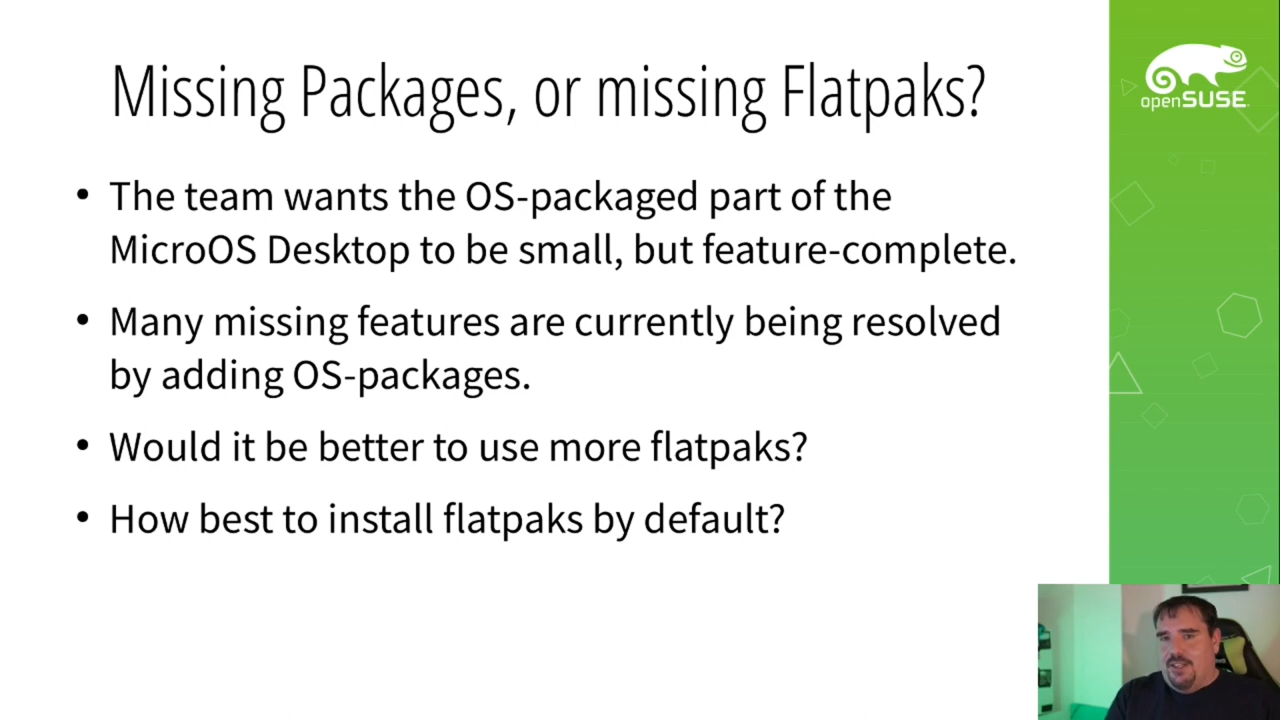 Missing Packages, or missing Flatpaks?
openSUSE
• The team wants the OS-packaged part of the
MicroOS Desktop to be small, but feature-complete.
• Many missing features are currently being resolved
by adding OS-packages.
• Would it be better to use more flatpaks?
• How best to install flatpaks by default?